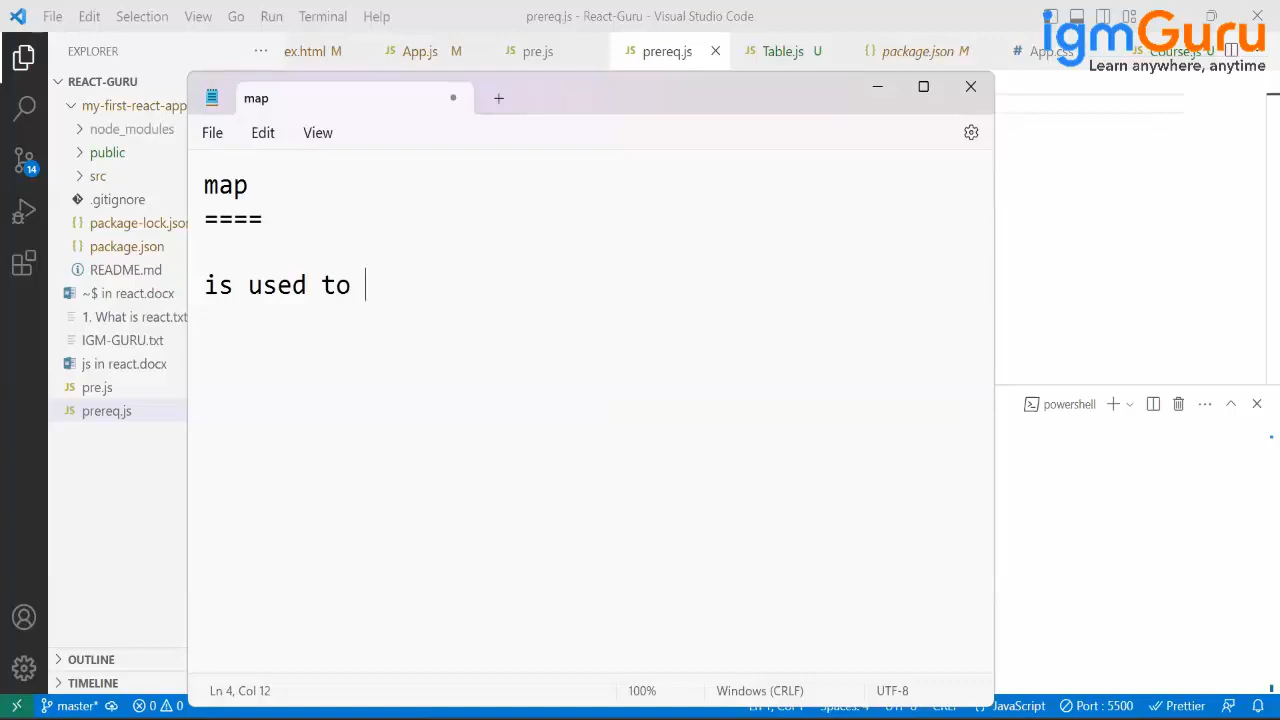 File Edit Selection View Go Run Terminal Help
prereq.js - React-Guru - Visual Studio Code
igmGuru
Learn anywhere, anytime
EXPLORER
ex.html M
App.js M
pre.js
prereq.js
Table.js U
package.json M
App.css
Course.js U
REACT-GURU
my-first-react-app
node_modules
public
src
.gitignore
package-lock.json
package.json
README.md
~$ in react.docx
1. What is react.txt
IGM-GURU.txt
js in react.docx
pre.js
prereq.js
OUTLINE
TIMELINE
14
map
File Edit View
map
====
is used to
Ln 4, Col 12
100%
Windows (CRLF)
UTF-8
powershell
master* 0 0
JavaScript
Port : 5500
Prettier